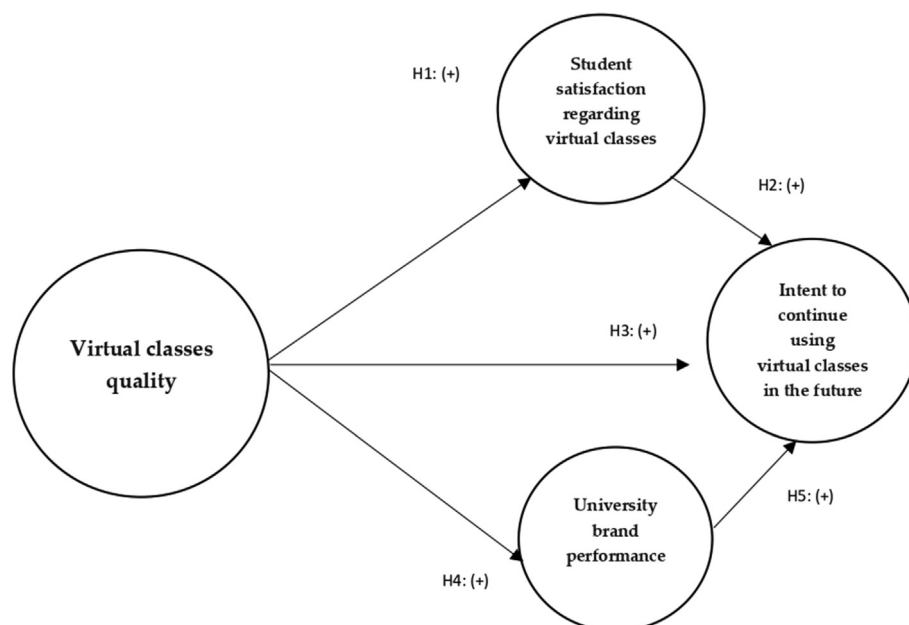 H1: (+)
Student
satisfaction
regarding
virtual classes
H2: (+)
Virtual classes
quality
H3: (+)
Intent to
continue
using
virtual classes
in the future
H4: (+)
University
brand
performance
H5: (+)